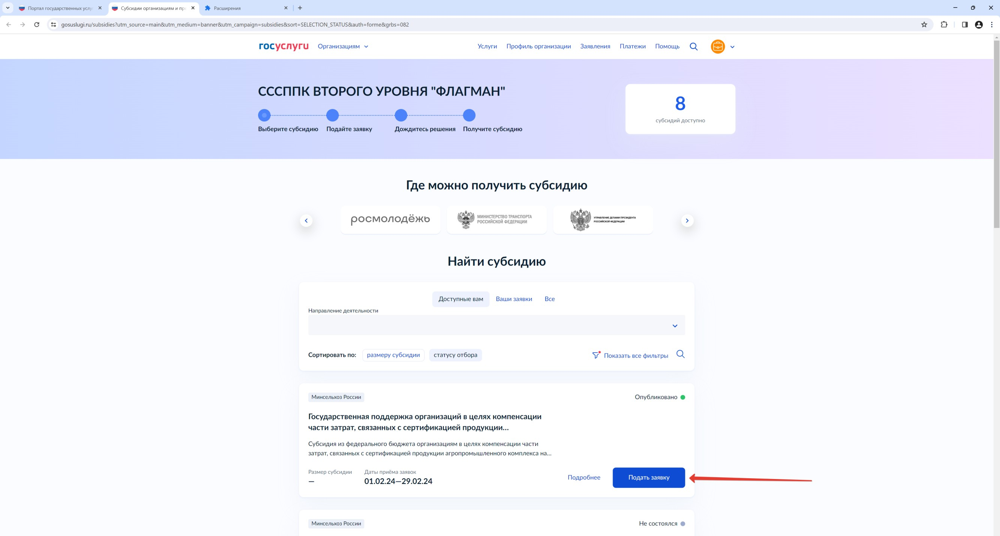 Портал государственных услу
Субсидии организациям и пре
Расширения
gosuslugi.ru/subsidies?utm_source=main&utm_medium=banner&utm_campaign=subsidies&sort=SELECTION_STATUS&auth=forme&grbs=082
госуслуги
Организациям
Услуги
Профиль организации
Заявления
Платежи
Помощь
СССППК ВТОРОГО УРОВНЯ "ФЛАГМАН"
Выберите субсидию
Подайте заявку
Дождитесь решения
Получите субсидию
8
субсидий доступно
Где можно получить субсидию
росмолодёжь
МИНИСТЕРСТВО ТРАНСПОРТА
РОССИЙСКОЙ ФЕДЕРАЦИИ
УПРАВЛЕНИЕ ДЕЛАМИ ПРЕЗИДЕНТА
РОССИЙСКОЙ ФЕДЕРАЦИИ
Найти субсидию
Доступные вам
Ваши заявки
Все
Направление деятельности
Сортировать по:
размеру субсидии
статусу отбора
Показать все фильтры
Минсельхоз России
Опубликовано
Государственная поддержка организаций в целях компенсации
части затрат, связанных с сертификацией продукции...
Субсидия из федерального бюджета организациям в целях компенсации части
затрат, связанных с сертификацией продукции агропромышленного комплекса на...
Размер субсидии
—
Даты приёма заявок
01.02.24—29.02.24
Подробнее
Подать заявку
Минсельхоз России
Не состоялся